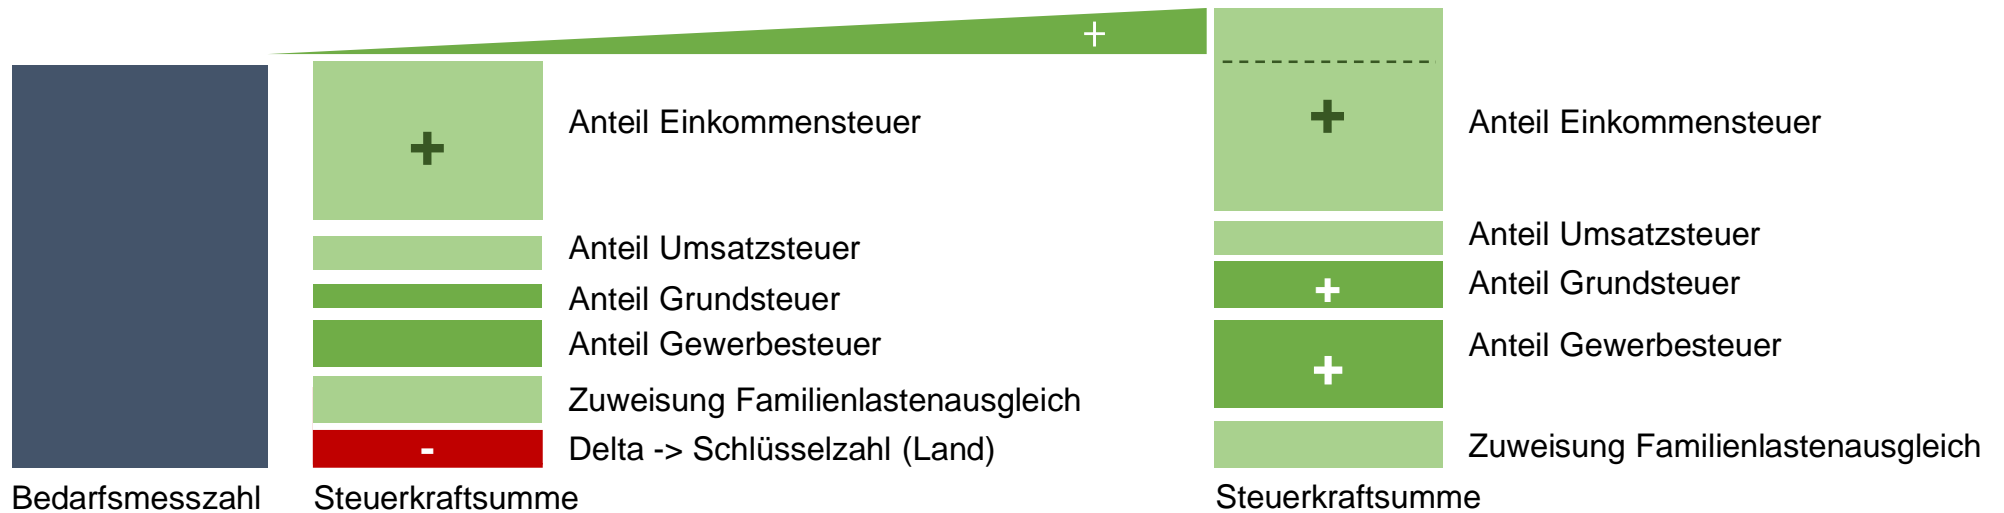 +
+
Anteil Einkommensteuer
Anteil Umsatzsteuer
Anteil Grundsteuer
Anteil Gewerbesteuer
Zuweisung Familienlastenausgleich
-
Delta -> Schlüsselzahl (Land)
Bedarfsmesszahl
Steuerkraftsumme
+
Anteil Einkommensteuer
Anteil Umsatzsteuer
+
Anteil Grundsteuer
+
Anteil Gewerbesteuer
Zuweisung Familienlastenausgleich
Steuerkraftsumme